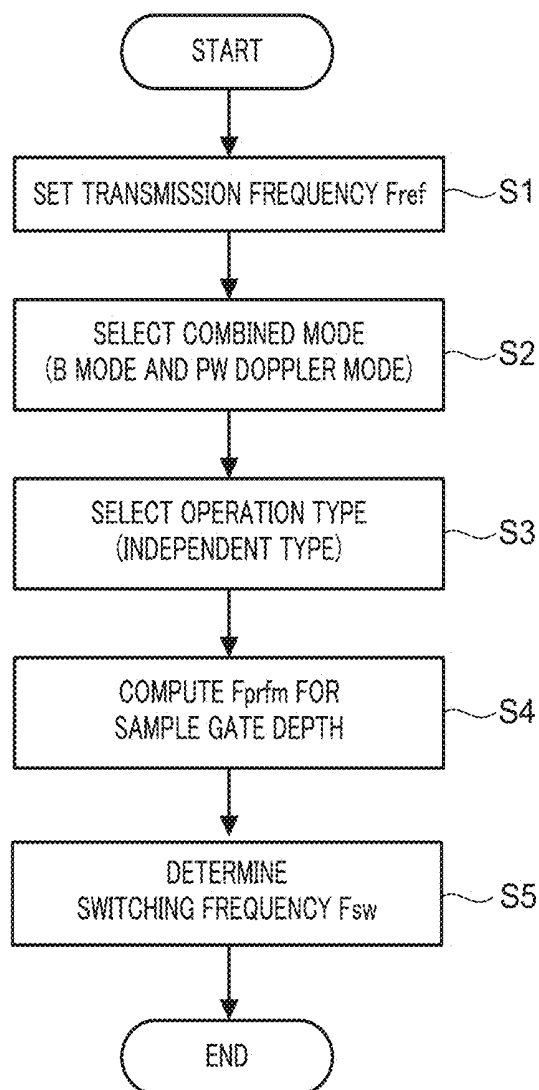 START
SET TRANSMISSION FREQUENCY Fref
S1
SELECT COMBINED MODE
(B MODE AND PW DOPPLER MODE)
S2
SELECT OPERATION TYPE
(INDEPENDENT TYPE)
S3
COMPUTE Fprfm FOR
SAMPLE GATE DEPTH
S4
DETERMINE
SWITCHING FREQUENCY Fsw
S5
END